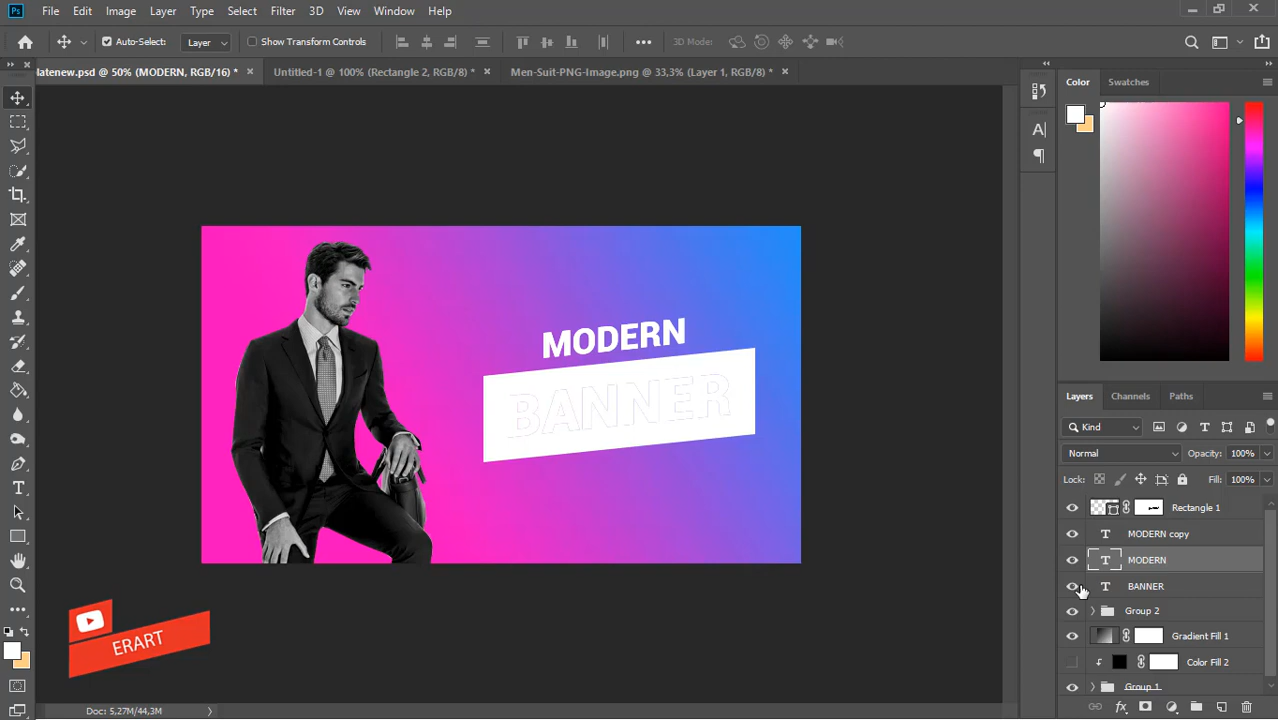 Ps File Edit Image Layer Type Select Filter 3D View Window Help
Auto-Select: Layer Show Transform Controls 3D Mode:
latenew.psd @ 50% (MODERN, RGB/16) * Untitled-1 @ 100% (Rectangle 2, RGB/8) * Men-Suit-PNG-Image.png @ 33,3% (Layer 1, RGB/8) *
Color Swatches
MODERN
BANNER
ERART
Layers Channels Paths
Kind
Normal Opacity: 100%
Lock: Fill: 100%
Rectangle 1
MODERN copy
MODERN
BANNER
Group 2
Gradient Fill 1
Color Fill 2
Group 1
Doc: 5,27M/44,3M